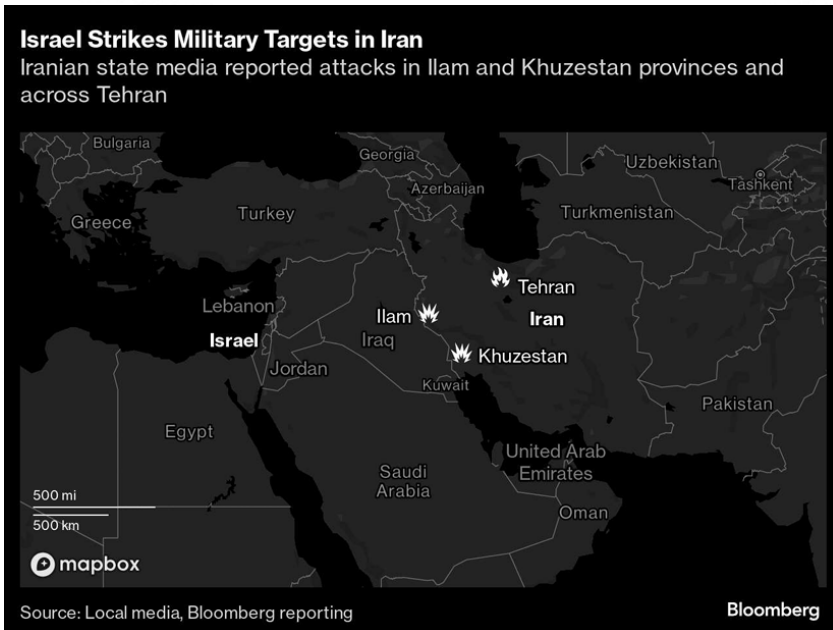 Israel Strikes Military Targets in Iran
Iranian state media reported attacks in Ilam and Khuzestan provinces and
across Tehran
Bulgaria
Georgia
Uzbekistan
Azerbaijan
Tashkent
Greece
Turkey
Turkmenistan
Tehran
Lebanon
Ilam
Iran
Israel
Iraq
Khuzestan
Jordan
Kuwait
Pakistan
Egypt
United Arab
Emirates
Saudi
Arabia
500 mi
Oman
500 km
mapbox
Source: Local media, Bloomberg reporting
Bloomberg